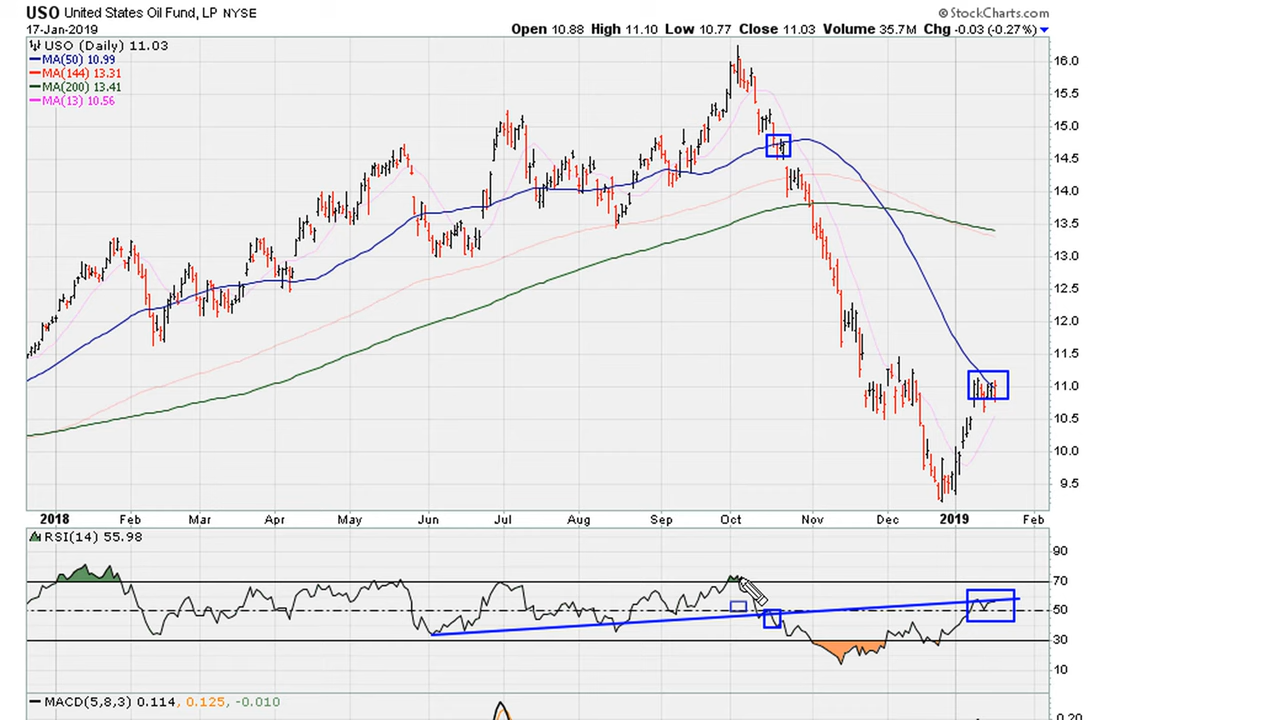 USO United States Oil Fund, LP NYSE © StockCharts.com
17-Jan-2019 Open 10.88 High 11.10 Low 10.77 Close 11.03 Volume 35.7M Chg -0.03 (-0.27%)
USO (Daily) 11.03
MA(50) 10.99
MA(144) 13.31
MA(200) 13.41
MA(13) 10.56
16.0
15.5
15.0
14.5
14.0
13.5
13.0
12.5
12.0
11.5
11.0
10.5
10.0
9.5
2018 Feb Mar Apr May Jun Jul Aug Sep Oct Nov Dec 2019 Feb
RSI(14) 55.98
90
70
50
30
10
MACD(5,8,3) 0.114, 0.125, -0.010
0.20